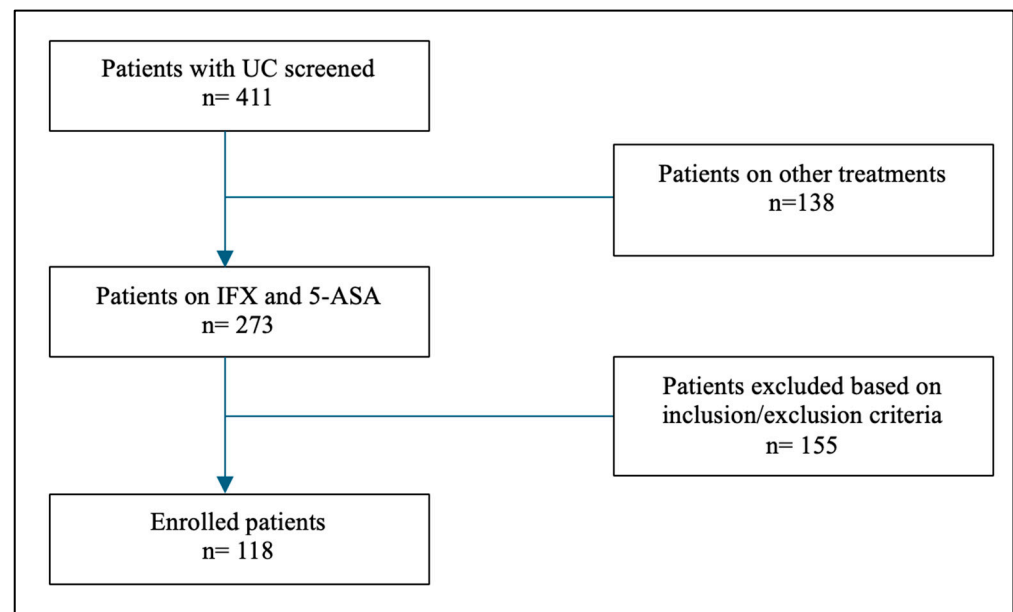 Patients with UC screened
n= 411
Patients on other treatments
n=138
Patients on IFX and 5-ASA
n= 273
Patients excluded based on
inclusion/exclusion criteria
n= 155
Enrolled patients
n= 118